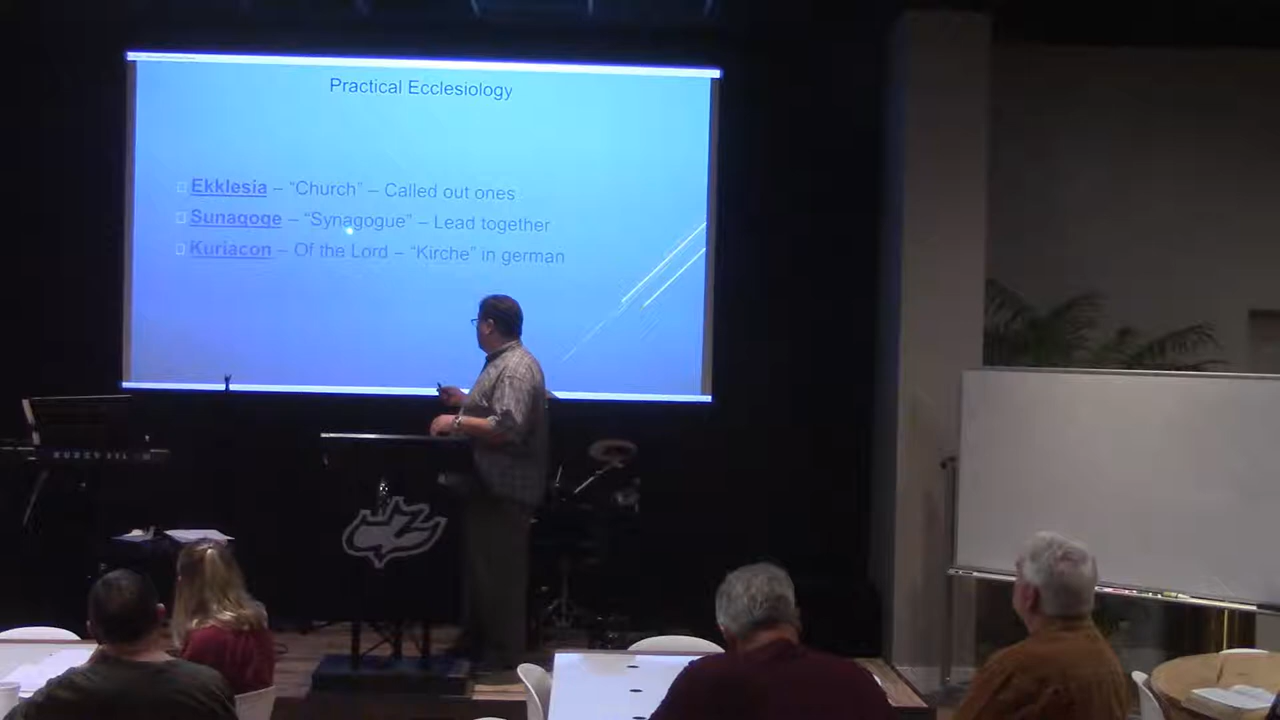 Practical Ecclesiology
Ekklesia – “Church” – Called out ones
Sunagoge – “Synagogue” – Lead together
Kuriacon – Of the Lord – “Kirche” in german